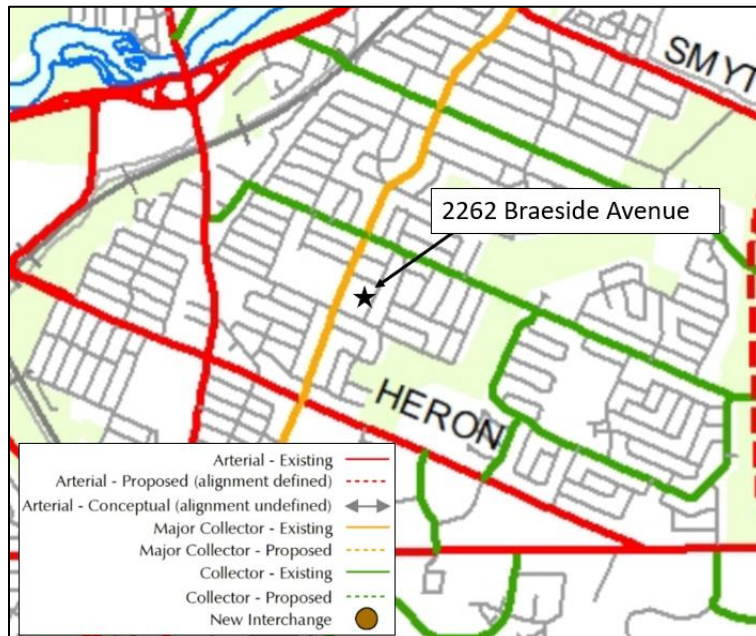 SMYT
2262 Braeside Avenue
HERON
Arterial - Existing
Arterial - Proposed (alignment defined)
Arterial - Conceptual (alignment undefined)
Major Collector - Existing
Major Collector - Proposed
Collector - Existing
Collector - Proposed
New Interchange